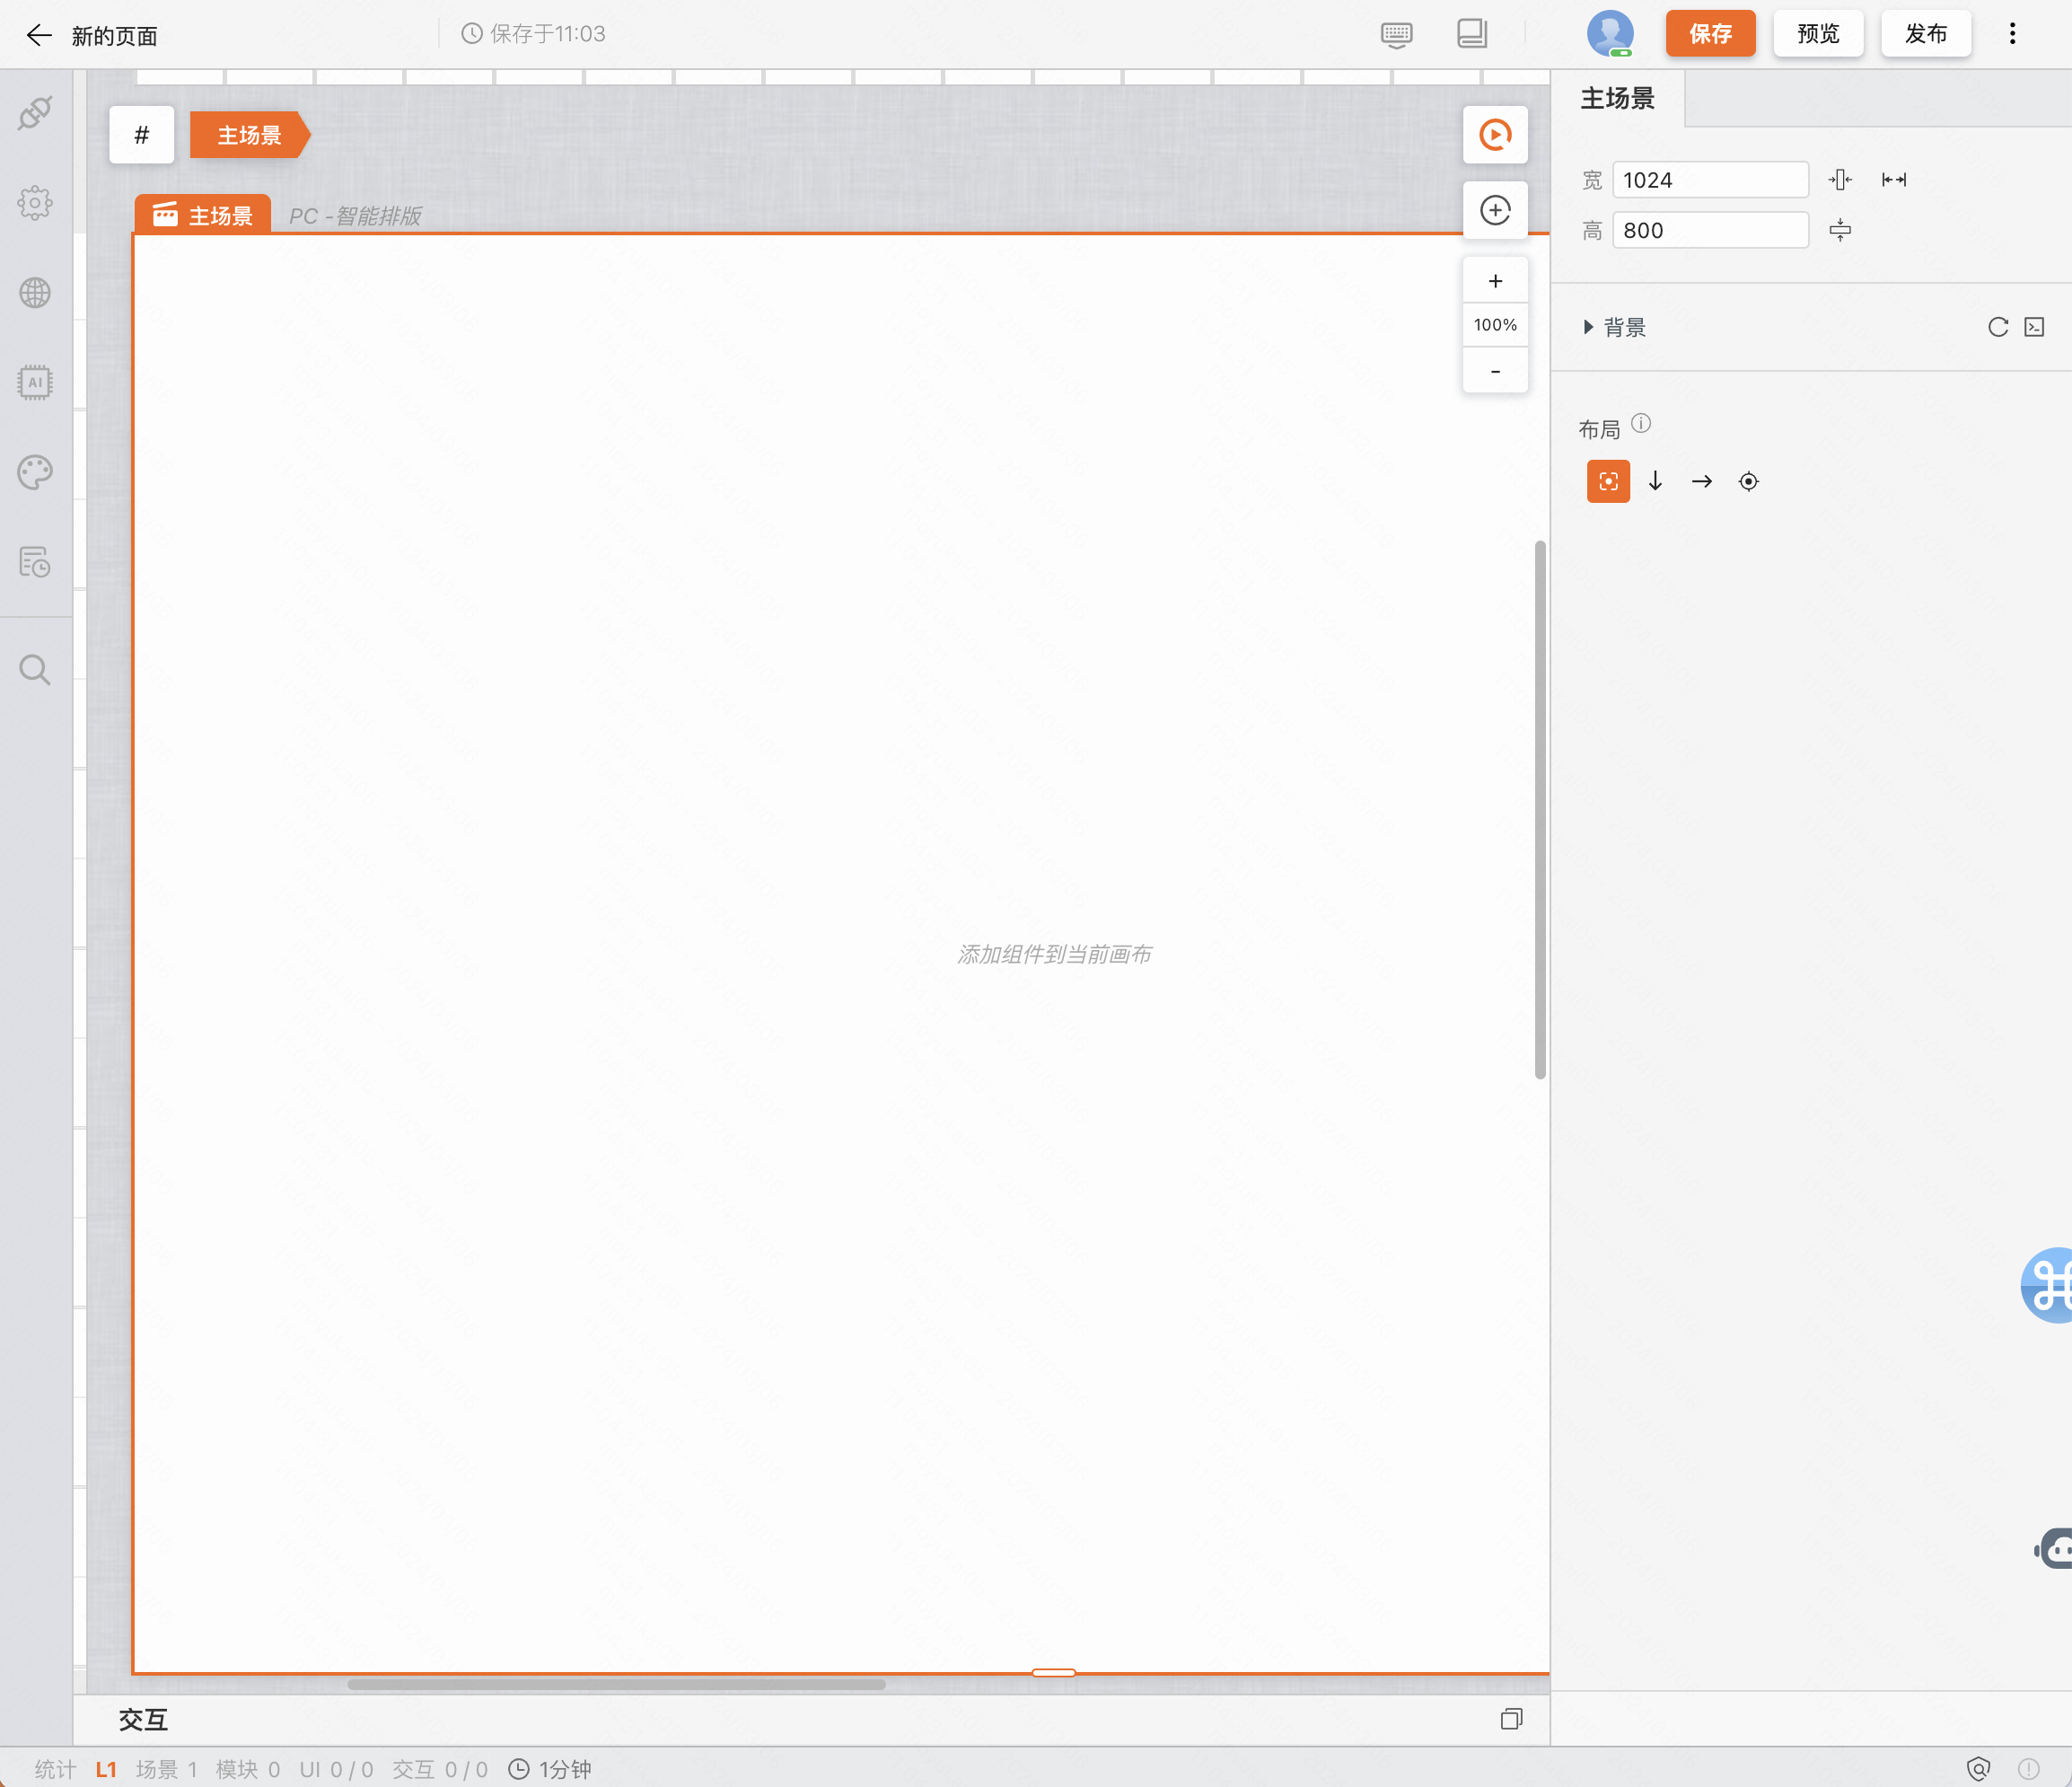 新的页面
保存于11:03
保存
预览
发布
#
主场景
主场景
PC -智能排版
+
100%
-
添加组件到当前画布
主场景
宽 1024
高 800
背景
布局
AI
交互
统计 L1 场景 1 模块 0 UI 0 / 0 交互 0 / 0 1分钟